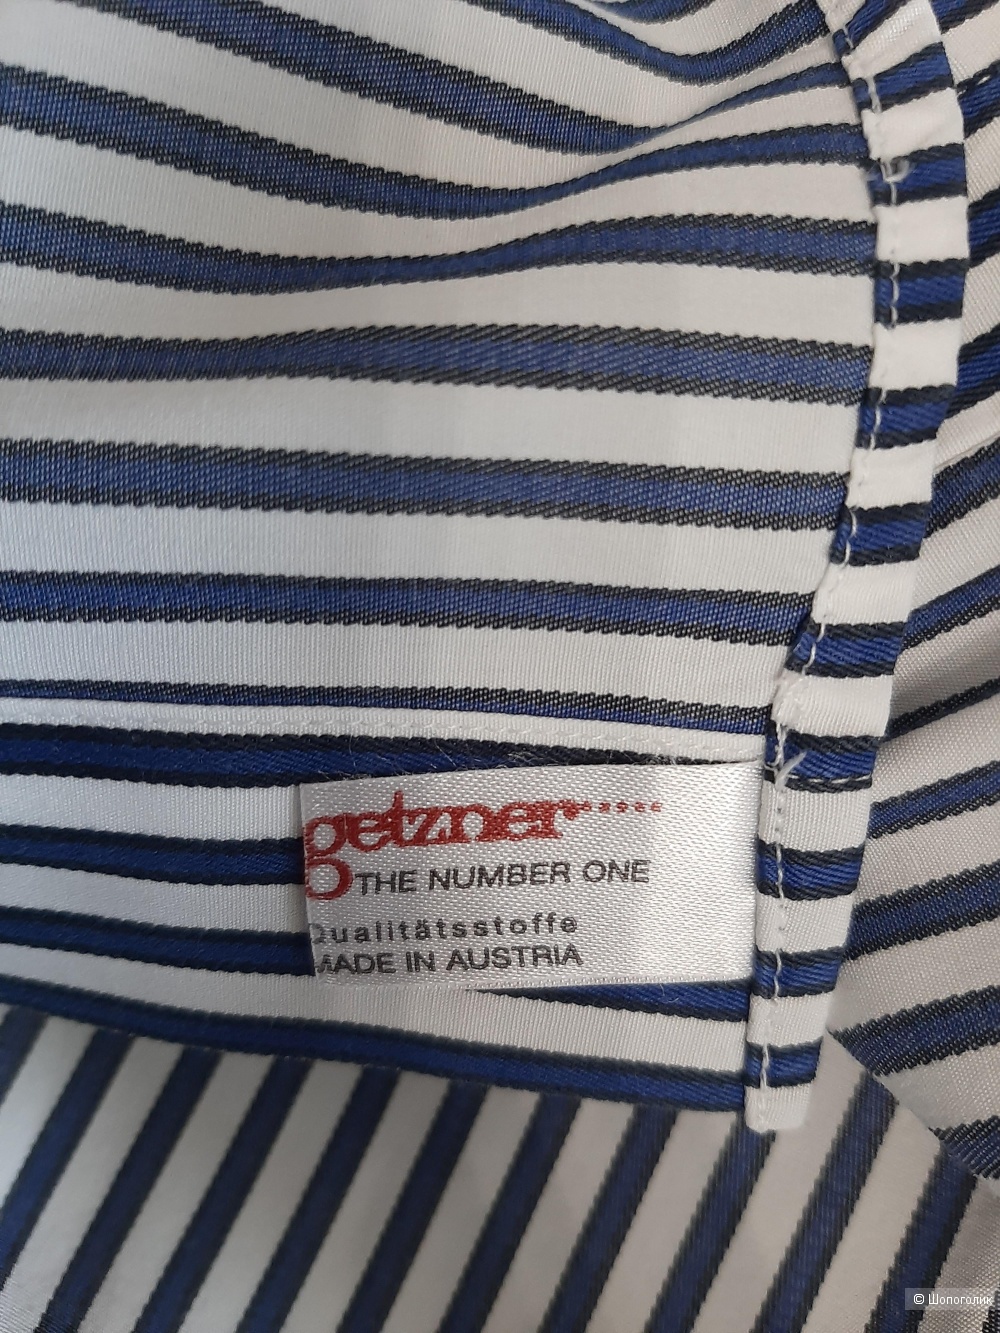 getzner
THE NUMBER ONE
Qualitätsstoffe
MADE IN AUSTRIA
© Шопоголик